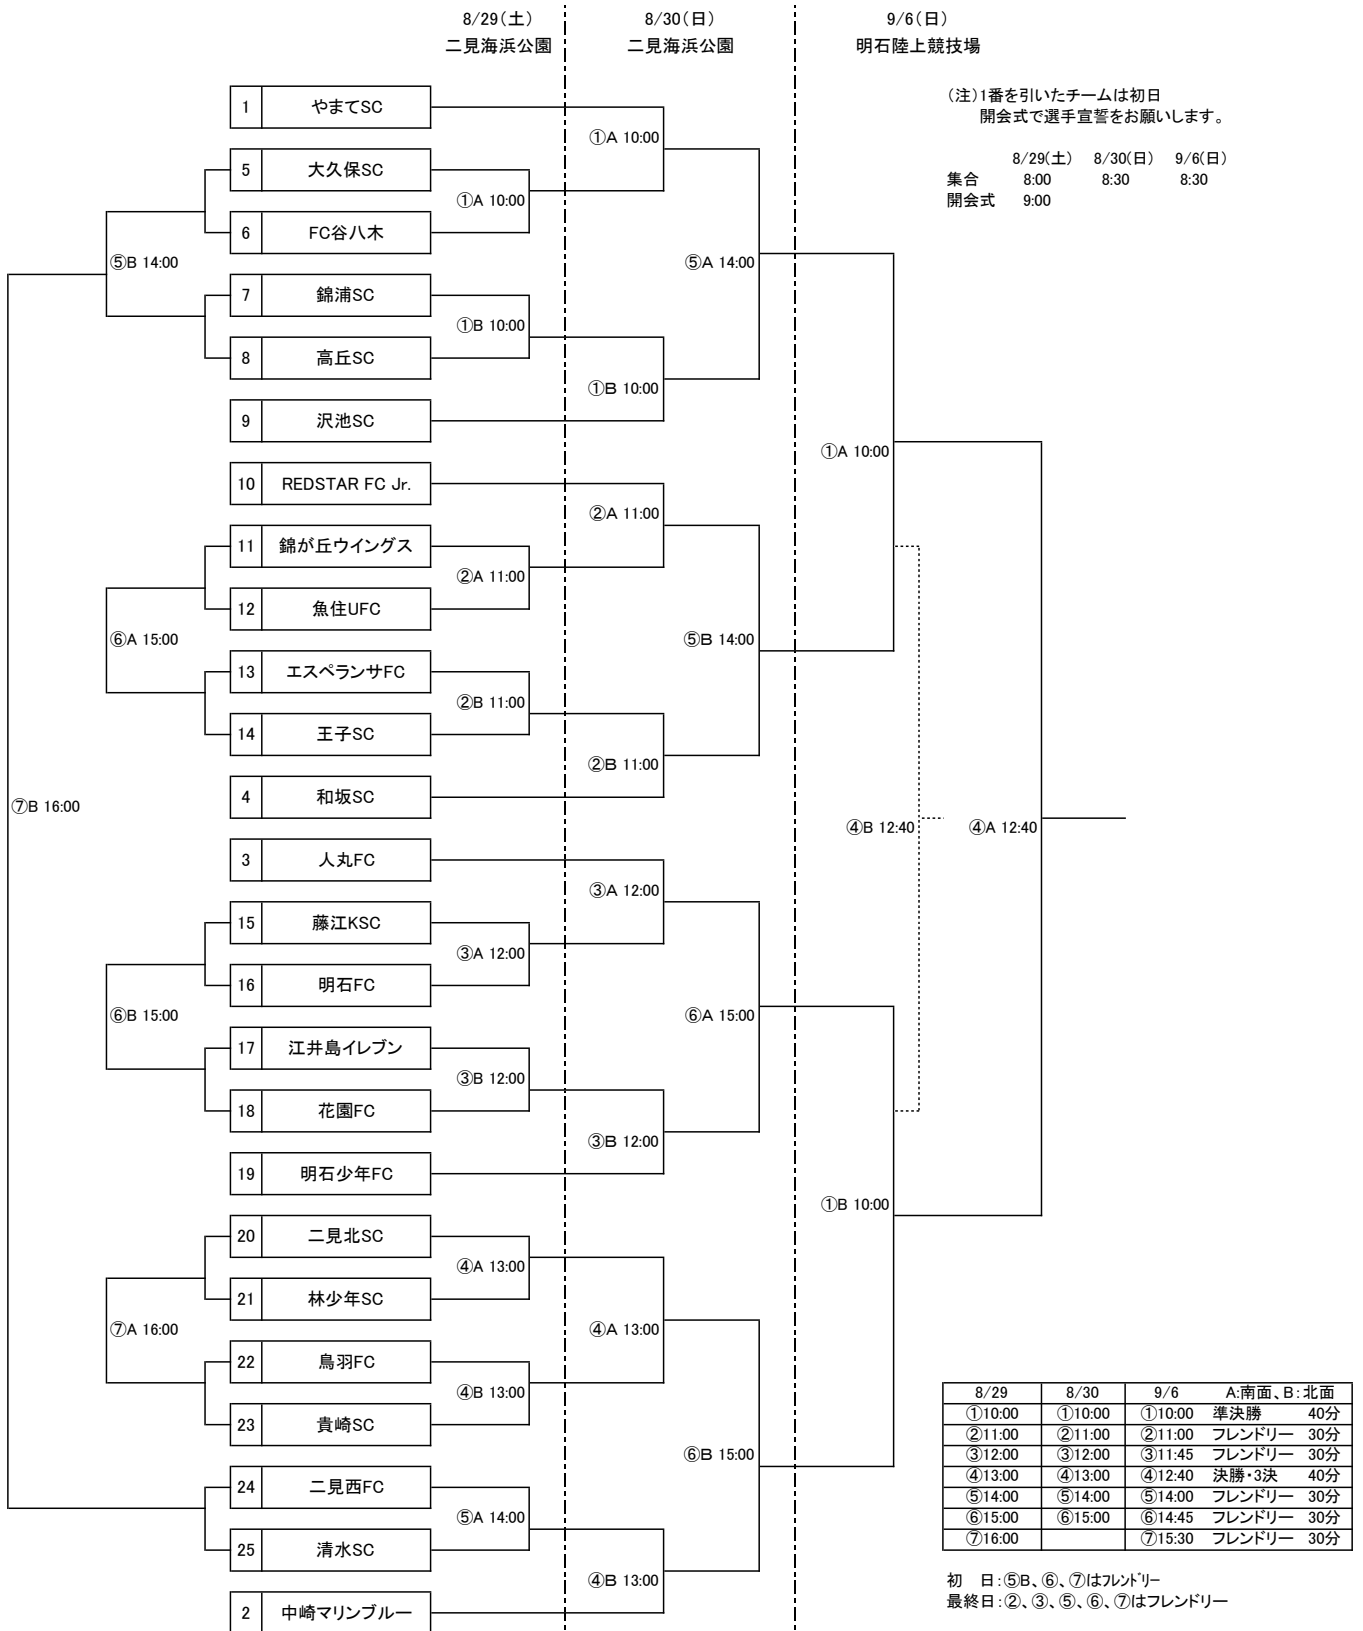 8/29(土) 8/30(日) 9/6(日)
二見海浜公園 二見海浜公園 明石陸上競技場
(注)1番を引いたチームは初日
開会式で選手宣誓をお願いします。
8/29(土) 8/30(日) 9/6(日)
集合 8:00 8:30 8:30
開会式 9:00
1 やまてSC
①A 10:00
5 大久保SC
①A 10:00
6 FC谷八木
⑤B 14:00
⑤A 14:00
7 錦浦SC
①B 10:00
8 高丘SC
①B 10:00
9 沢池SC
①A 10:00
10 REDSTAR FC Jr.
②A 11:00
11 錦が丘ウイングス
②A 11:00
12 魚住UFC
⑥A 15:00
⑤B 14:00
13 エスペランサFC
②B 11:00
14 王子SC
②B 11:00
4 和坂SC
⑦B 16:00
④B 12:40
④A 12:40
3 人丸FC
③A 12:00
15 藤江KSC
③A 12:00
16 明石FC
⑥B 15:00
⑥A 15:00
17 江井島イレブン
③B 12:00
18 花園FC
③B 12:00
19 明石少年FC
①B 10:00
20 二見北SC
④A 13:00
21 林少年SC
⑦A 16:00
④A 13:00
22 鳥羽FC
④B 13:00
23 貴崎SC
⑥B 15:00
24 二見西FC
⑤A 14:00
25 清水SC
④B 13:00
2 中崎マリンブルー
8/29 8/30 9/6 A:南面、B:北面
①10:00 ①10:00 ①10:00 準決勝 40分
②11:00 ②11:00 ②11:00 フレンドリー 30分
③12:00 ③12:00 ③11:45 フレンドリー 30分
④13:00 ④13:00 ④12:40 決勝・3決 40分
⑤14:00 ⑤14:00 ⑤14:00 フレンドリー 30分
⑥15:00 ⑥15:00 ⑥14:45 フレンドリー 30分
⑦16:00 ⑦15:30 フレンドリー 30分
初 日:⑤B、⑥、⑦はフレンドリー
最終日:②、③、⑤、⑥、⑦はフレンドリー